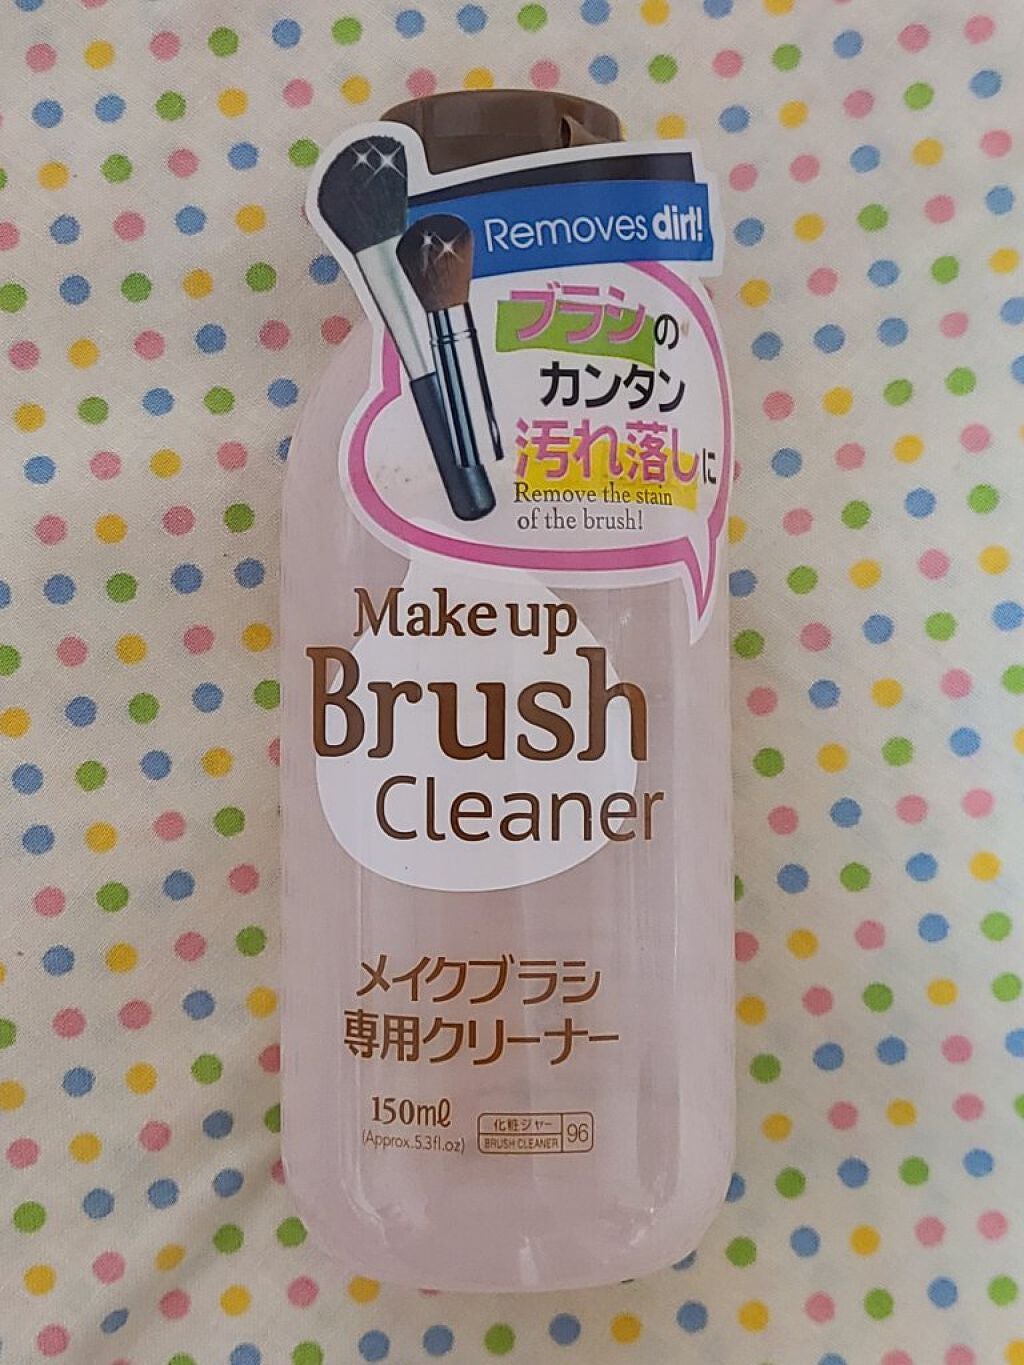 Removes dirt!
ブラシの
カンタン
汚れ落しに
Remove the stain
of the brush!
Make up
Brush
Cleaner
メイクブラシ
専用クリーナー
150ml
(Approx.5.3fl.oz)
化粧ジャー
BRUSH CLEANER
96